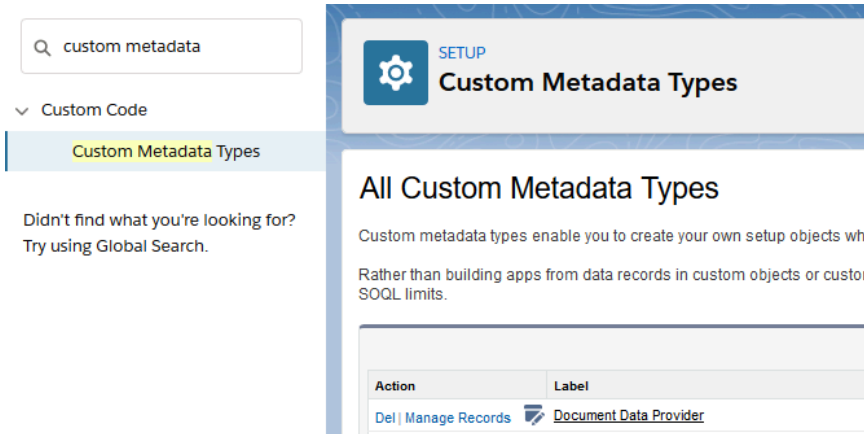 custom metadata
Custom Code
Custom Metadata Types
Didn't find what you're looking for?
Try using Global Search.
SETUP
Custom Metadata Types
All Custom Metadata Types
Custom metadata types enable you to create your own setup objects wh
Rather than building apps from data records in custom objects or custo
SOQL limits.
Action Label
Del | Manage Records Document Data Provider